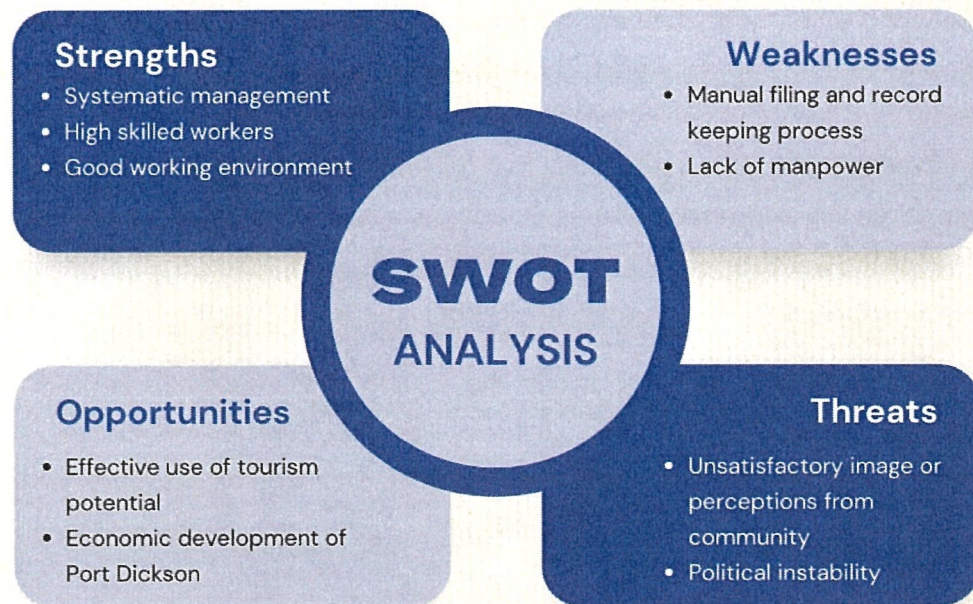 Strengths
• Systematic management
• High skilled workers
• Good working environment
Weaknesses
• Manual filing and record
keeping process
• Lack of manpower
SWOT
ANALYSIS
Opportunities
• Effective use of tourism
potential
• Economic development of
Port Dickson
Threats
• Unsatisfactory image or
perceptions from
community
• Political instability